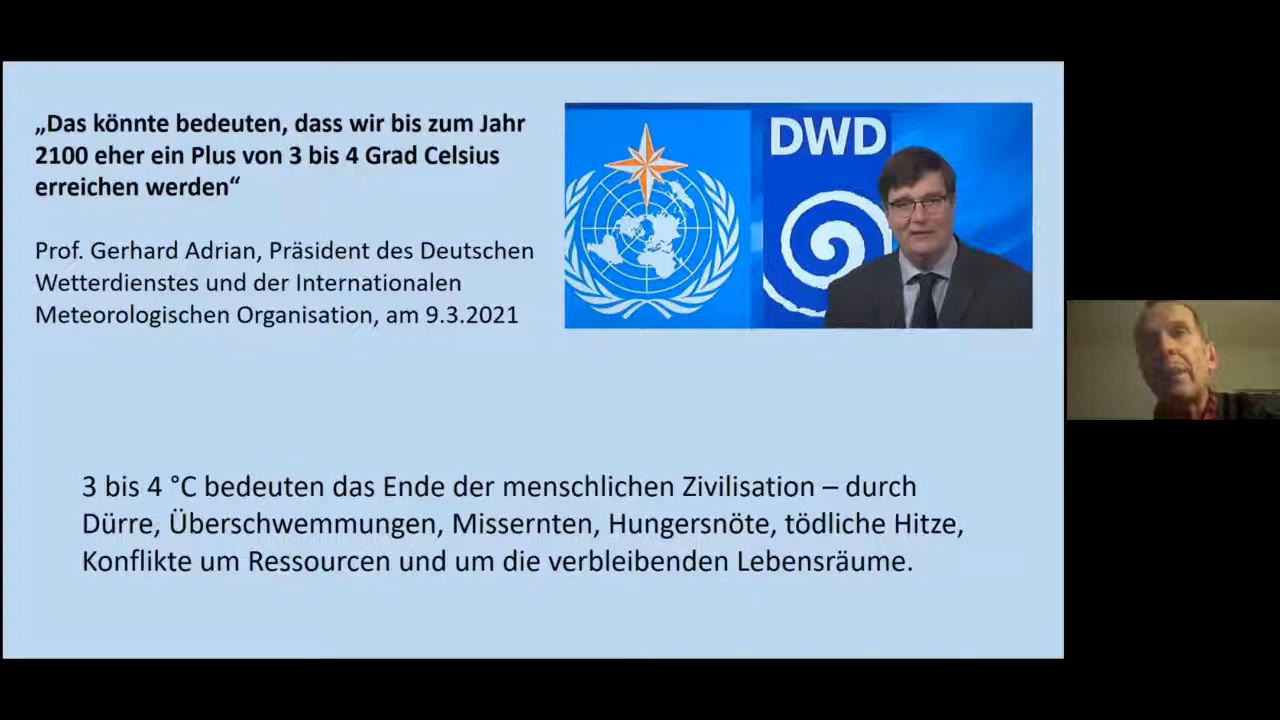 „Das könnte bedeuten, dass wir bis zum Jahr
2100 eher ein Plus von 3 bis 4 Grad Celsius
erreichen werden“
Prof. Gerhard Adrian, Präsident des Deutschen
Wetterdienstes und der Internationalen
Meteorologischen Organisation, am 9.3.2021
DWD
3 bis 4 °C bedeuten das Ende der menschlichen Zivilisation – durch
Dürre, Überschwemmungen, Missernten, Hungersnöte, tödliche Hitze,
Konflikte um Ressourcen und um die verbleibenden Lebensräume.